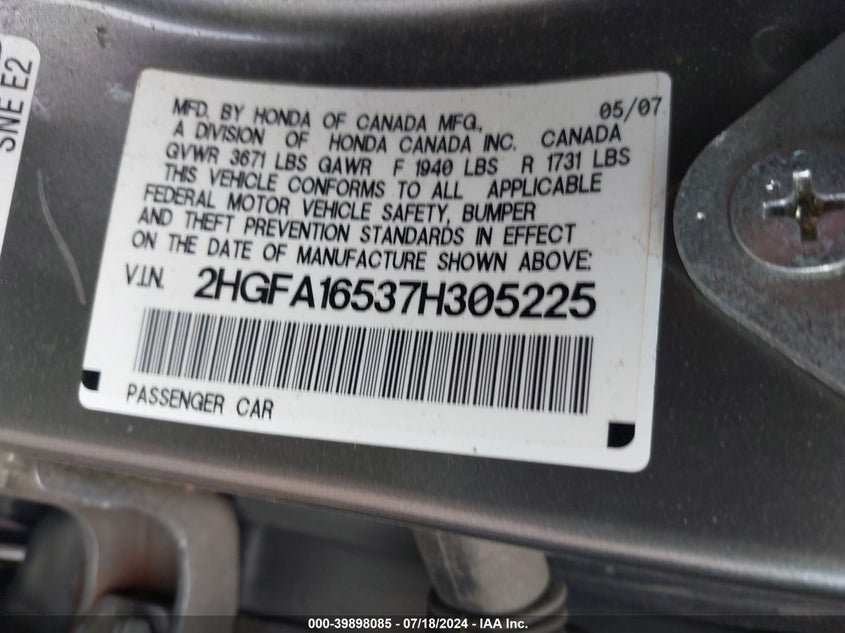 SNE E2
MFD. BY HONDA OF CANADA MFG., 05/07
A DIVISION OF HONDA CANADA INC. CANADA
GVWR 3671 LBS GAWR F 1940 LBS R 1731 LBS
THIS VEHICLE CONFORMS TO ALL APPLICABLE
FEDERAL MOTOR VEHICLE SAFETY, BUMPER
AND THEFT PREVENTION STANDARDS IN EFFECT
ON THE DATE OF MANUFACTURE SHOWN ABOVE:
V.I.N. 2HGFA16537H305225
PASSENGER CAR
000-39898085 - 07/18/2024 - IAA Inc.